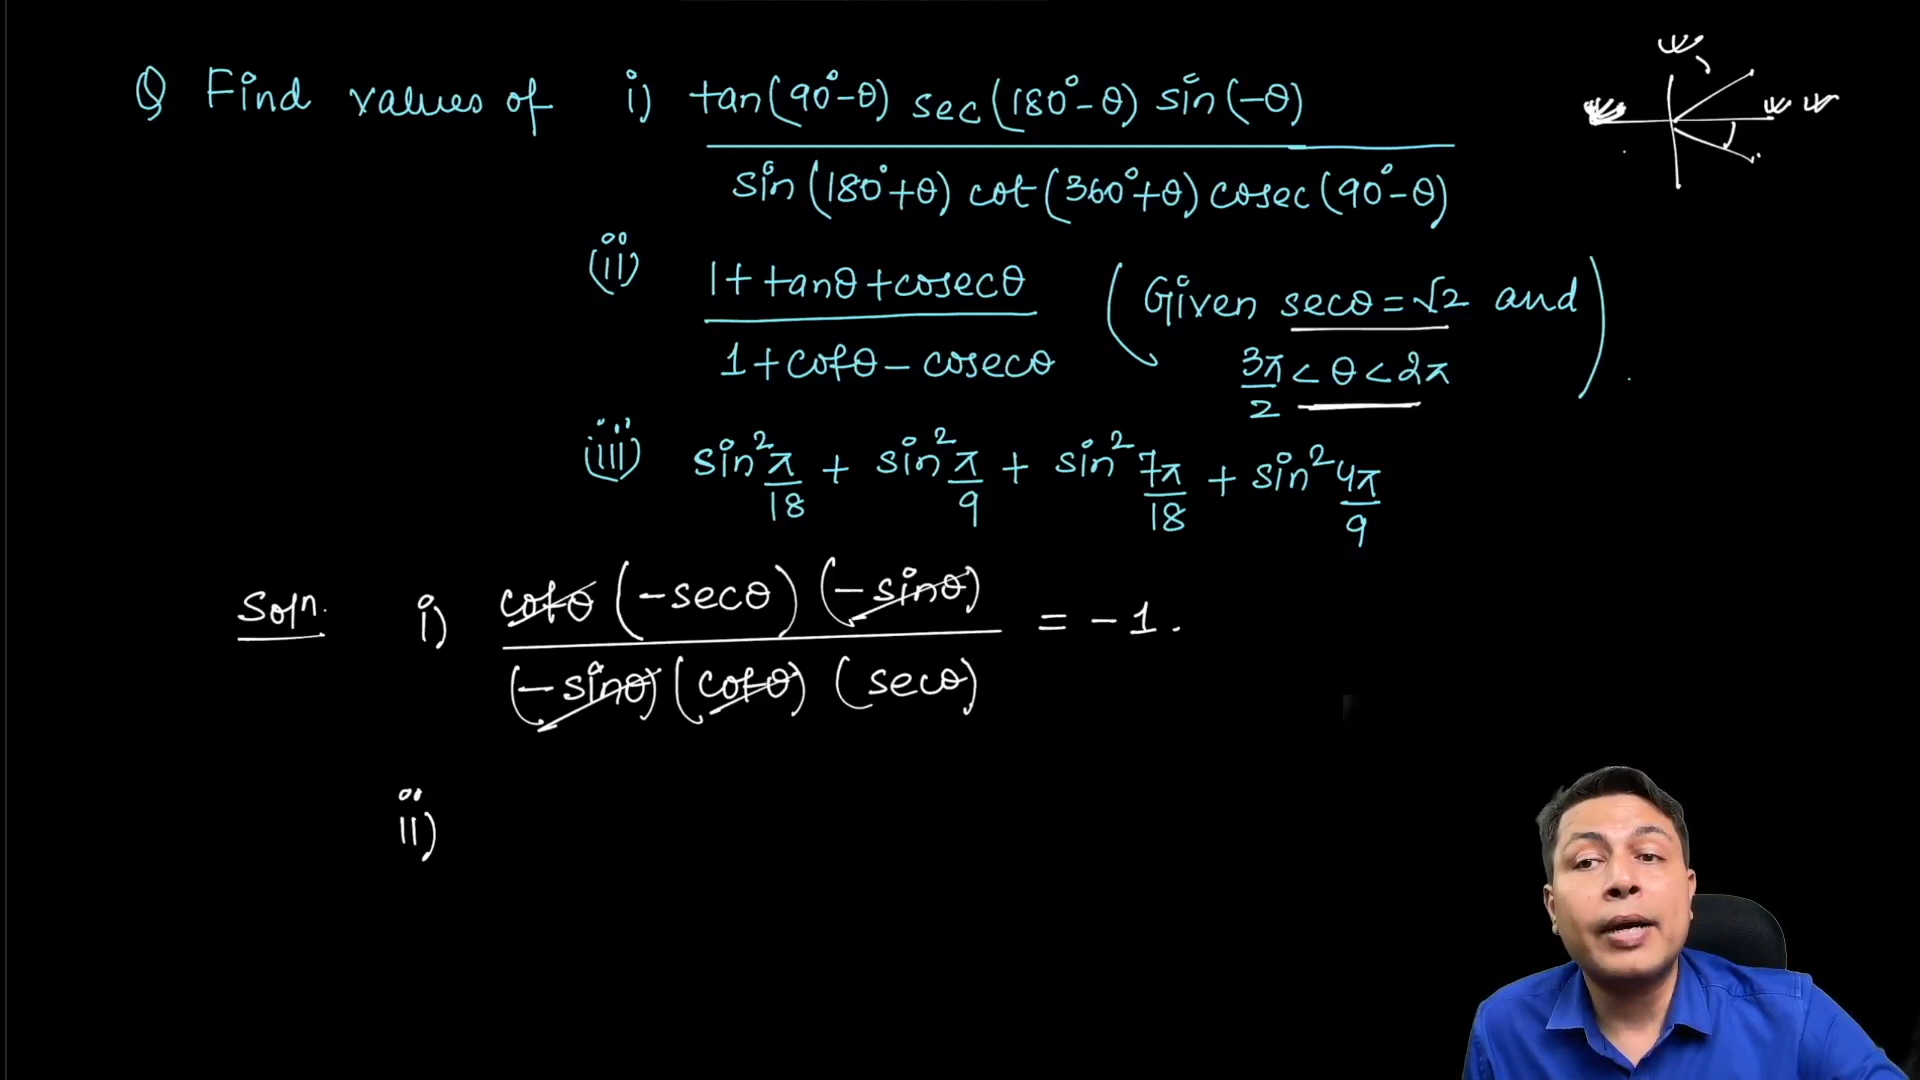 Q Find values of i) tan(90°-θ) sec(180°-θ) sin(-θ)
sin(180°+θ) cot(360°+θ) cosec(90°-θ)
(ii) 1+tanθ+cosecθ
1+cotθ-cosecθ
(Given secθ=√2 and
3π/2<θ<2π)
(iii) sin²π/18 + sin²π/9 + sin²7π/18 + sin²4π/9
Soln. i) cotθ (-secθ) (-sinθ)
(-sinθ) (cotθ) (secθ)
= -1.
ii)